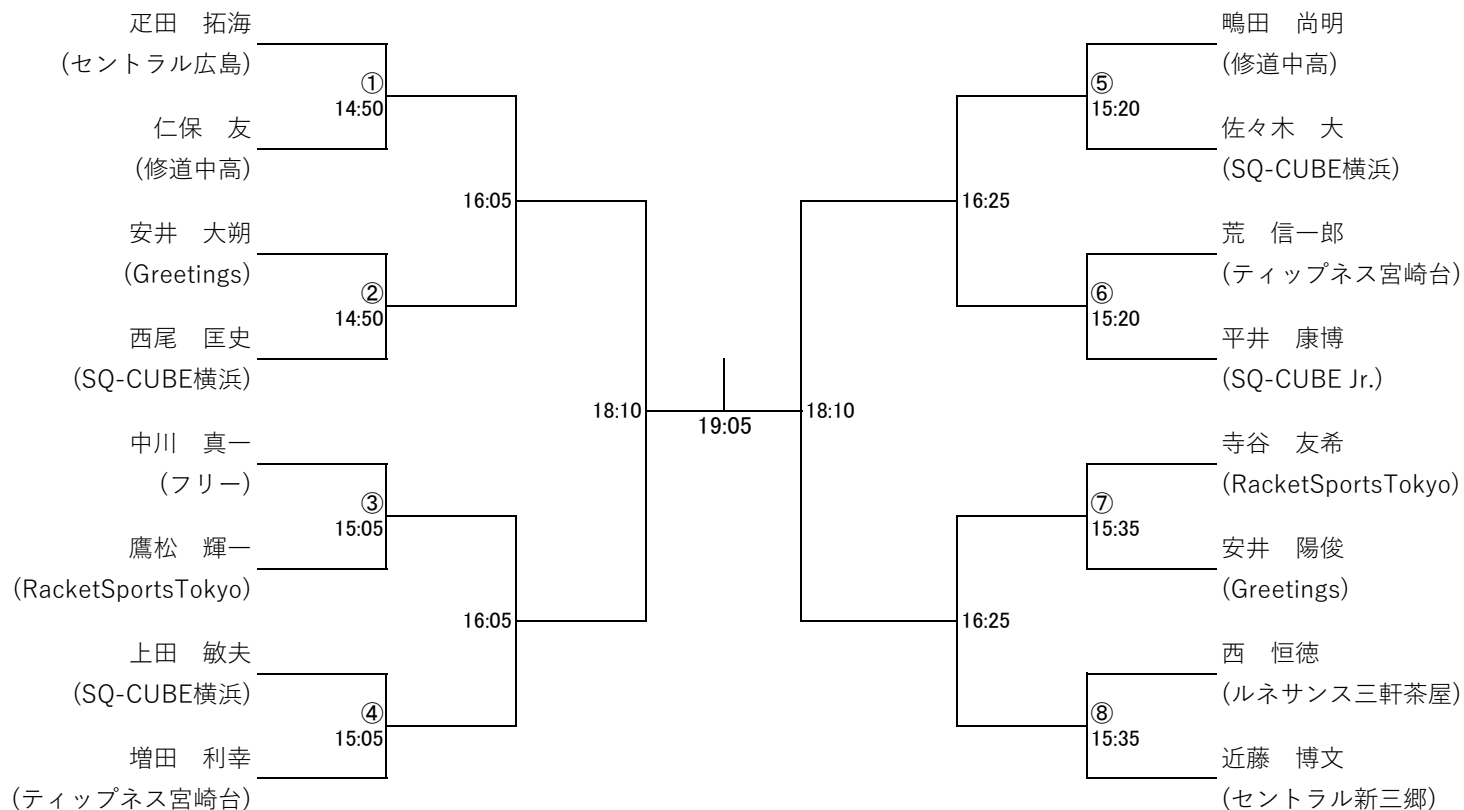 疋田　拓海
(セントラル広島)
①
14:50
仁保　友
(修道中高)
16:05
安井　大朔
(Greetings)
②
14:50
西尾　匡史
(SQ-CUBE横浜)
18:10
中川　真一
(フリー)
③
15:05
鷹松　輝一
(RacketSportsTokyo)
16:05
上田　敏夫
(SQ-CUBE横浜)
④
15:05
増田　利幸
(ティップネス宮崎台)
19:05
鴫田　尚明
(修道中高)
⑤
15:20
佐々木　大
(SQ-CUBE横浜)
16:25
荒　信一郎
(ティップネス宮崎台)
⑥
15:20
平井　康博
(SQ-CUBE Jr.)
18:10
寺谷　友希
(RacketSportsTokyo)
⑦
15:35
安井　陽俊
(Greetings)
16:25
西　恒徳
(ルネサンス三軒茶屋)
⑧
15:35
近藤　博文
(セントラル新三郷)